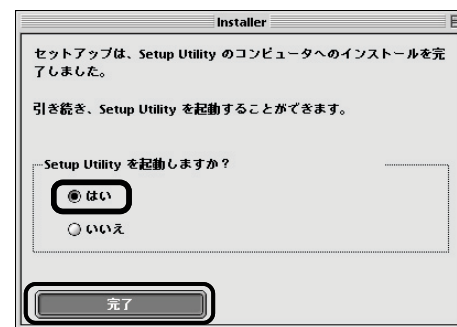 Installer
セットアップは、Setup Utility のコンピュータへのインストールを完
了しました。
引き続き、Setup Utility を起動することができます。
Setup Utility を起動しますか？
はい
いいえ
完了